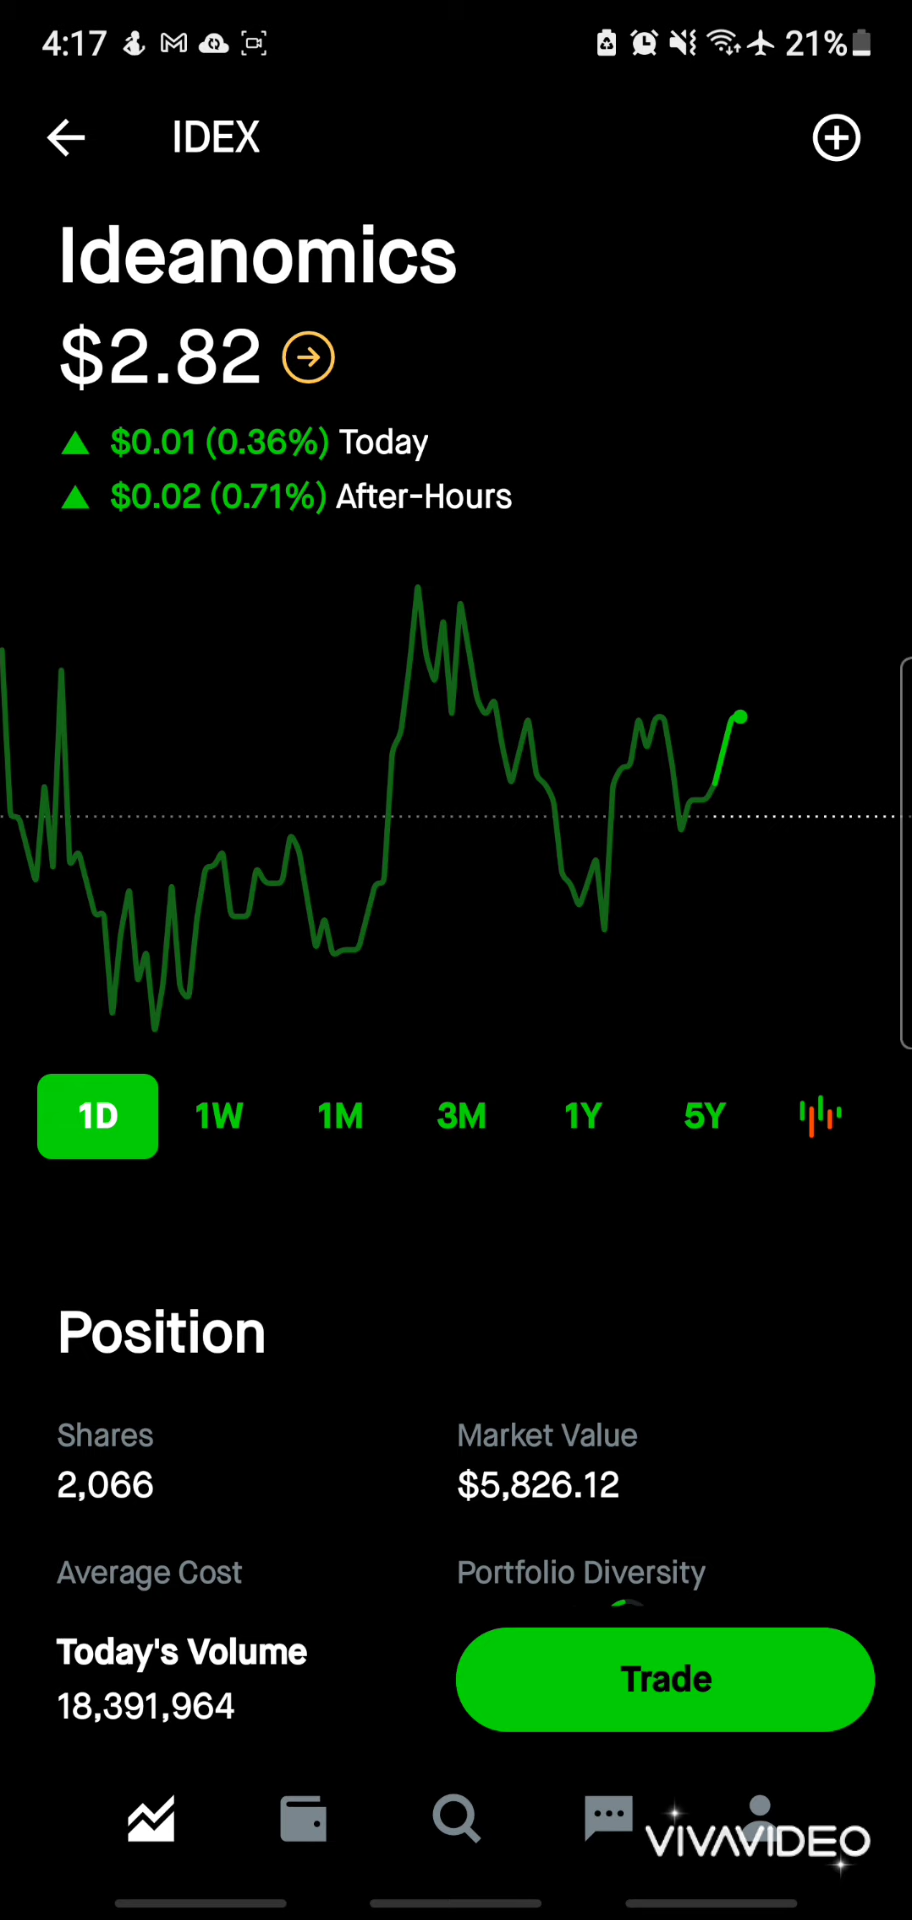 4:17 21%
IDEX
Ideanomics
$2.82
$0.01 (0.36%) Today
$0.02 (0.71%) After-Hours
1D 1W 1M 3M 1Y 5Y
Position
Shares Market Value
2,066 $5,826.12
Average Cost Portfolio Diversity
Today's Volume
Trade
18,391,964
VIVAVIDEO